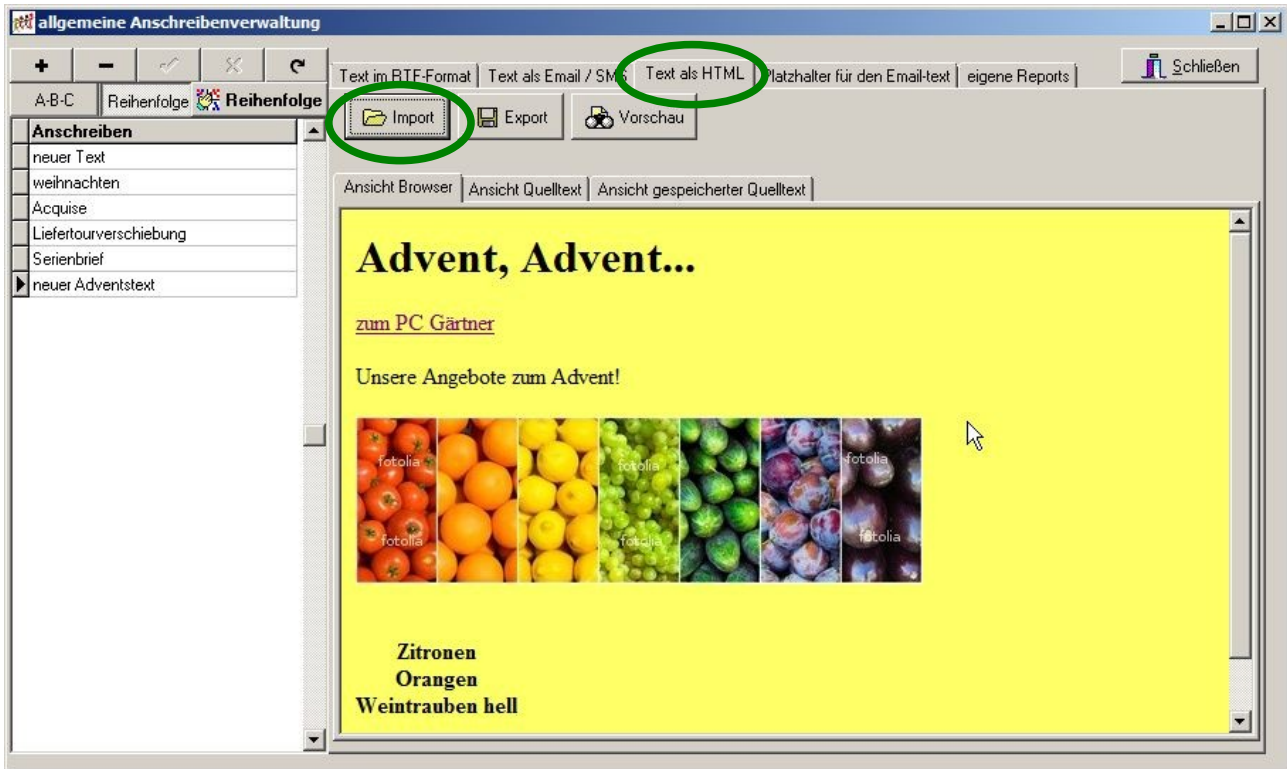 allgemeine Anschreibenverwaltung
Text im RTF-Format Text als Email / SMS Text als HTML Platzhalter für den Email-text eigene Reports Schließen
A-B-C Reihenfolge Reihenfolge
Import Export Vorschau
Anschreiben
neuer Text
weihnachten
Acquise
Liefertourverschiebung
Serienbrief
neuer Adventstext
Ansicht Browser Ansicht Quelltext Ansicht gespeicherter Quelltext
Advent, Advent...
zum PC Gärtner
Unsere Angebote zum Advent!
fotolia fotolia fotolia
fotolia fotolia fotolia
Zitronen
Orangen
Weintrauben hell